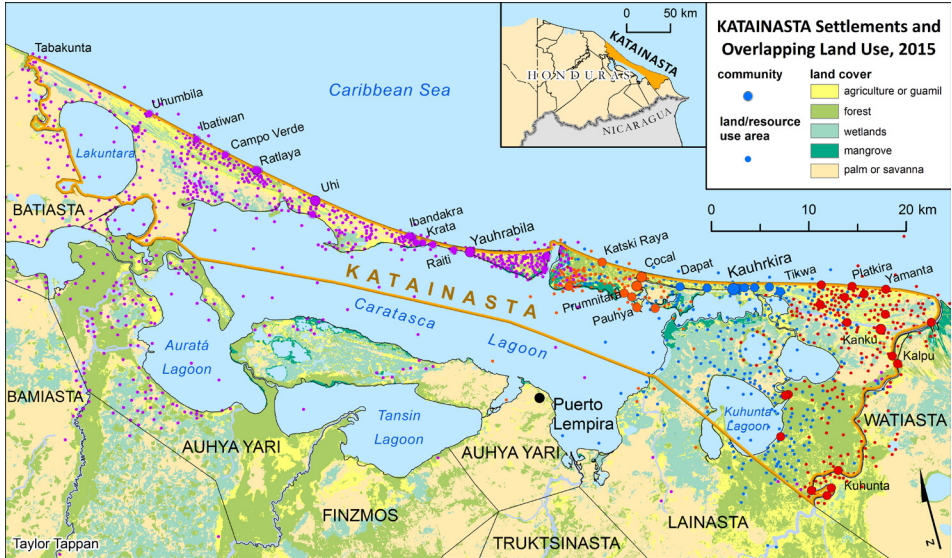 KATAINASTA Settlements and
Overlapping Land Use, 2015
community
land/resource
use area
land cover
agriculture or guamil
forest
wetlands
mangrove
palm or savanna
0 50 km
KATAINASTA
HONDURAS
NICARAGUA
0 10 20 km
Tabakunta
Uhumbila
Ibatiwan
Campo Verde
Ratlaya
Uhi
Caribbean Sea
Lakuntara
BATIASTA
Ibandakra
Krata
Raiti
Yauhrabila
Katski Raya
Cocal
Dapat
Kauhrkira
Tikwa
Platkira
Yamanta
Prumnitara
Pauhya
Kanku
Kalpu
KATAINASTA
Caratasca
Lagoon
Auratá
Lagoon
BAMIASTA
AUHYA YARI
Tansin
Lagoon
Puerto
Lempira
AUHYA YARI
Kuhunta
Lagoon
WATIASTA
Kuhunta
FINZMOS
TRUKTSINASTA
LAINASTA
Taylor Tappan
N